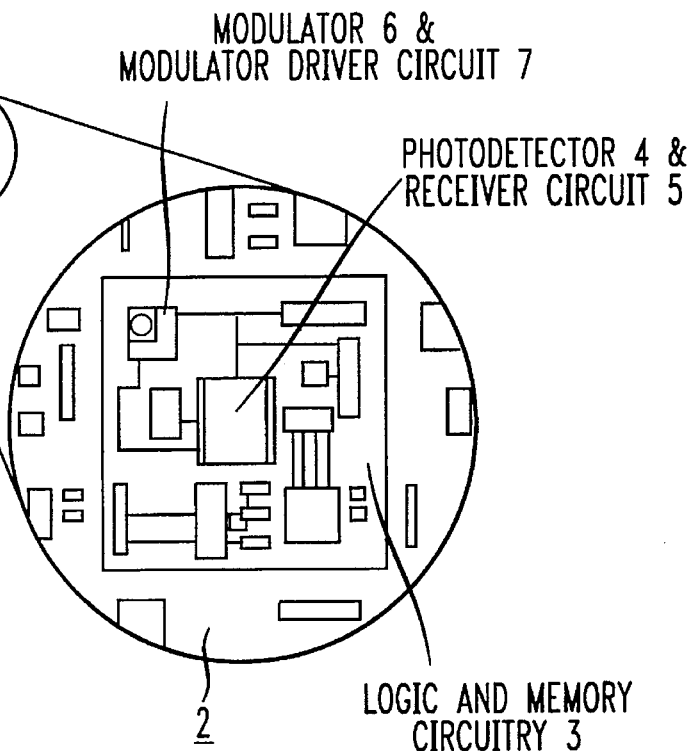 MODULATOR 6 &
MODULATOR DRIVER CIRCUIT 7
PHOTODETECTOR 4 &
RECEIVER CIRCUIT 5
2
LOGIC AND MEMORY
CIRCUITRY 3